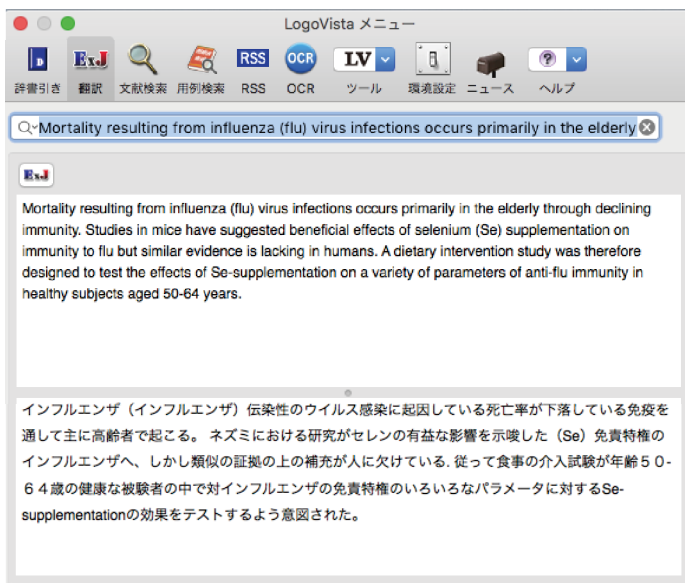 LogoVista メニュー
D ExJ RSS OCR LV ?
辞書引き 翻訳 文献検索 用例検索 RSS OCR ツール 環境設定 ニュース ヘルプ
Mortality resulting from influenza (flu) virus infections occurs primarily in the elderly
ExJ
Mortality resulting from influenza (flu) virus infections occurs primarily in the elderly through declining
immunity. Studies in mice have suggested beneficial effects of selenium (Se) supplementation on
immunity to flu but similar evidence is lacking in humans. A dietary intervention study was therefore
designed to test the effects of Se-supplementation on a variety of parameters of anti-flu immunity in
healthy subjects aged 50-64 years.
インフルエンザ（インフルエンザ）伝染性のウイルス感染に起因している死亡率が下落している免疫を
通して主に高齢者で起こる。 ネズミにおける研究がセレンの有益な影響を示唆した（Se）免責特権の
インフルエンザへ、しかし類似の証拠の上の補充が人に欠けている. 従って食事の介入試験が年齢５０-
６４歳の健康な被験者の中で対インフルエンザの免責特権のいろいろなパラメータに対するSe-
supplementationの効果をテストするよう意図された。